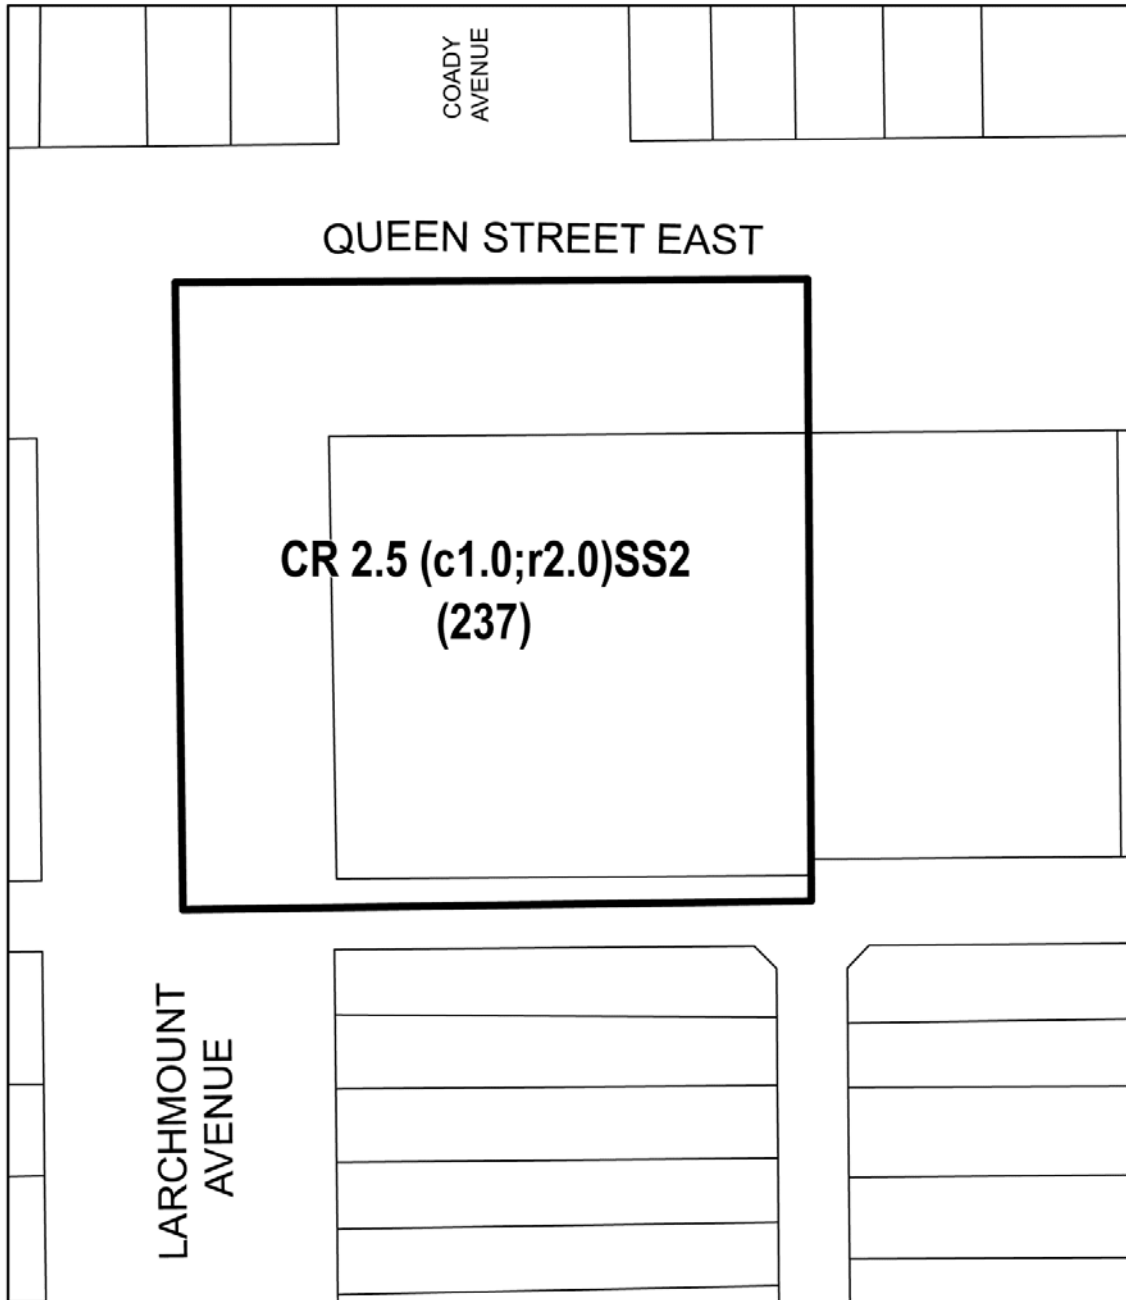 COADY
AVENUE
QUEEN STREET EAST
CR 2.5 (c1.0;r2.0)SS2
(237)
LARCHMOUNT
AVENUE